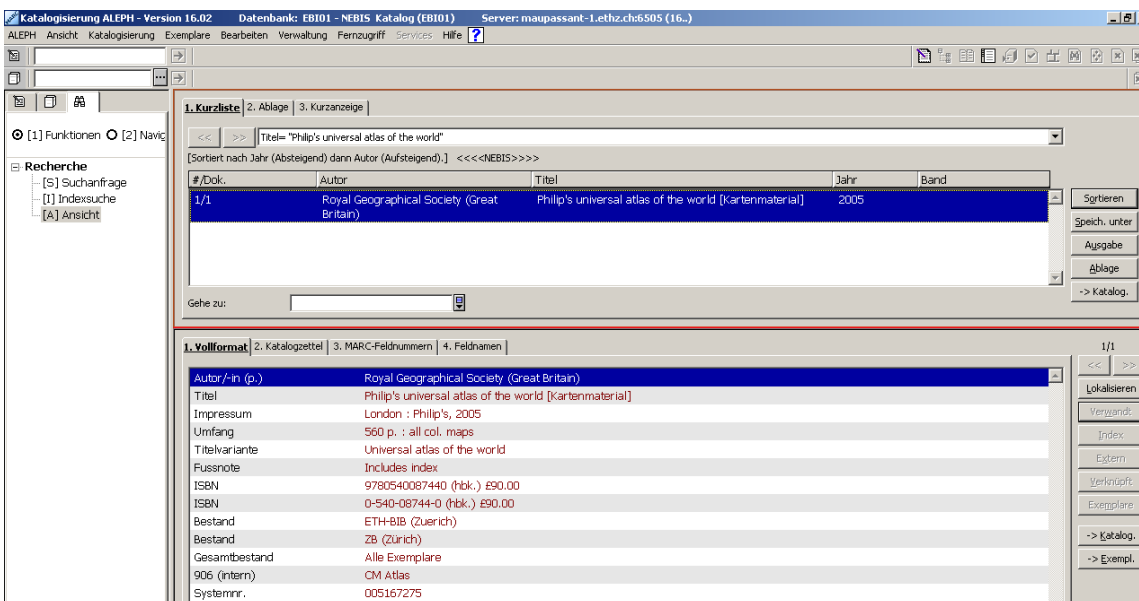 Katalogisierung ALEPH - Version 16.02 Datenbank: EBI01 - NEBIS Katalog (EBI01) Server: maupassant-1.ethz.ch:6505 (16..)
ALEPH Ansicht Katalogisierung Exemplare Bearbeiten Verwaltung Fernzugriff Services Hilfe ?
[1] Funktionen [2] Navig
Recherche
[S] Suchanfrage
[I] Indexsuche
[A] Ansicht
1. Kurzliste 2. Ablage 3. Kurzanzeige
<< >> Titel= "Philip's universal atlas of the world"
[Sortiert nach Jahr (Absteigend) dann Autor (Aufsteigend).] <<<<NEBIS>>>>
#/Dok. Autor Titel Jahr Band
1/1 Royal Geographical Society (Great Britain) Philip's universal atlas of the world [Kartenmaterial] 2005
Sortieren
Speich. unter
Ausgabe
Ablage
-> Katalog.
Gehe zu:
1. Vollformat 2. Katalogzettel 3. MARC-Feldnummern 4. Feldnamen
Autor/-in (p.) Royal Geographical Society (Great Britain)
Titel Philip's universal atlas of the world [Kartenmaterial]
Impressum London : Philip's, 2005
Umfang 560 p. : all col. maps
Titelvariante Universal atlas of the world
Fussnote Includes index
ISBN 9780540087440 (hbk.) £90.00
ISBN 0-540-08744-0 (hbk.) £90.00
Bestand ETH-BIB (Zuerich)
Bestand ZB (Zürich)
Gesamtbestand Alle Exemplare
906 (intern) CM Atlas
Systemnr. 005167275
1/1
<< >>
Lokalisieren
Verwandt
Index
Extern
Verknüpft
Exemplare
-> Katalog.
-> Exempl.